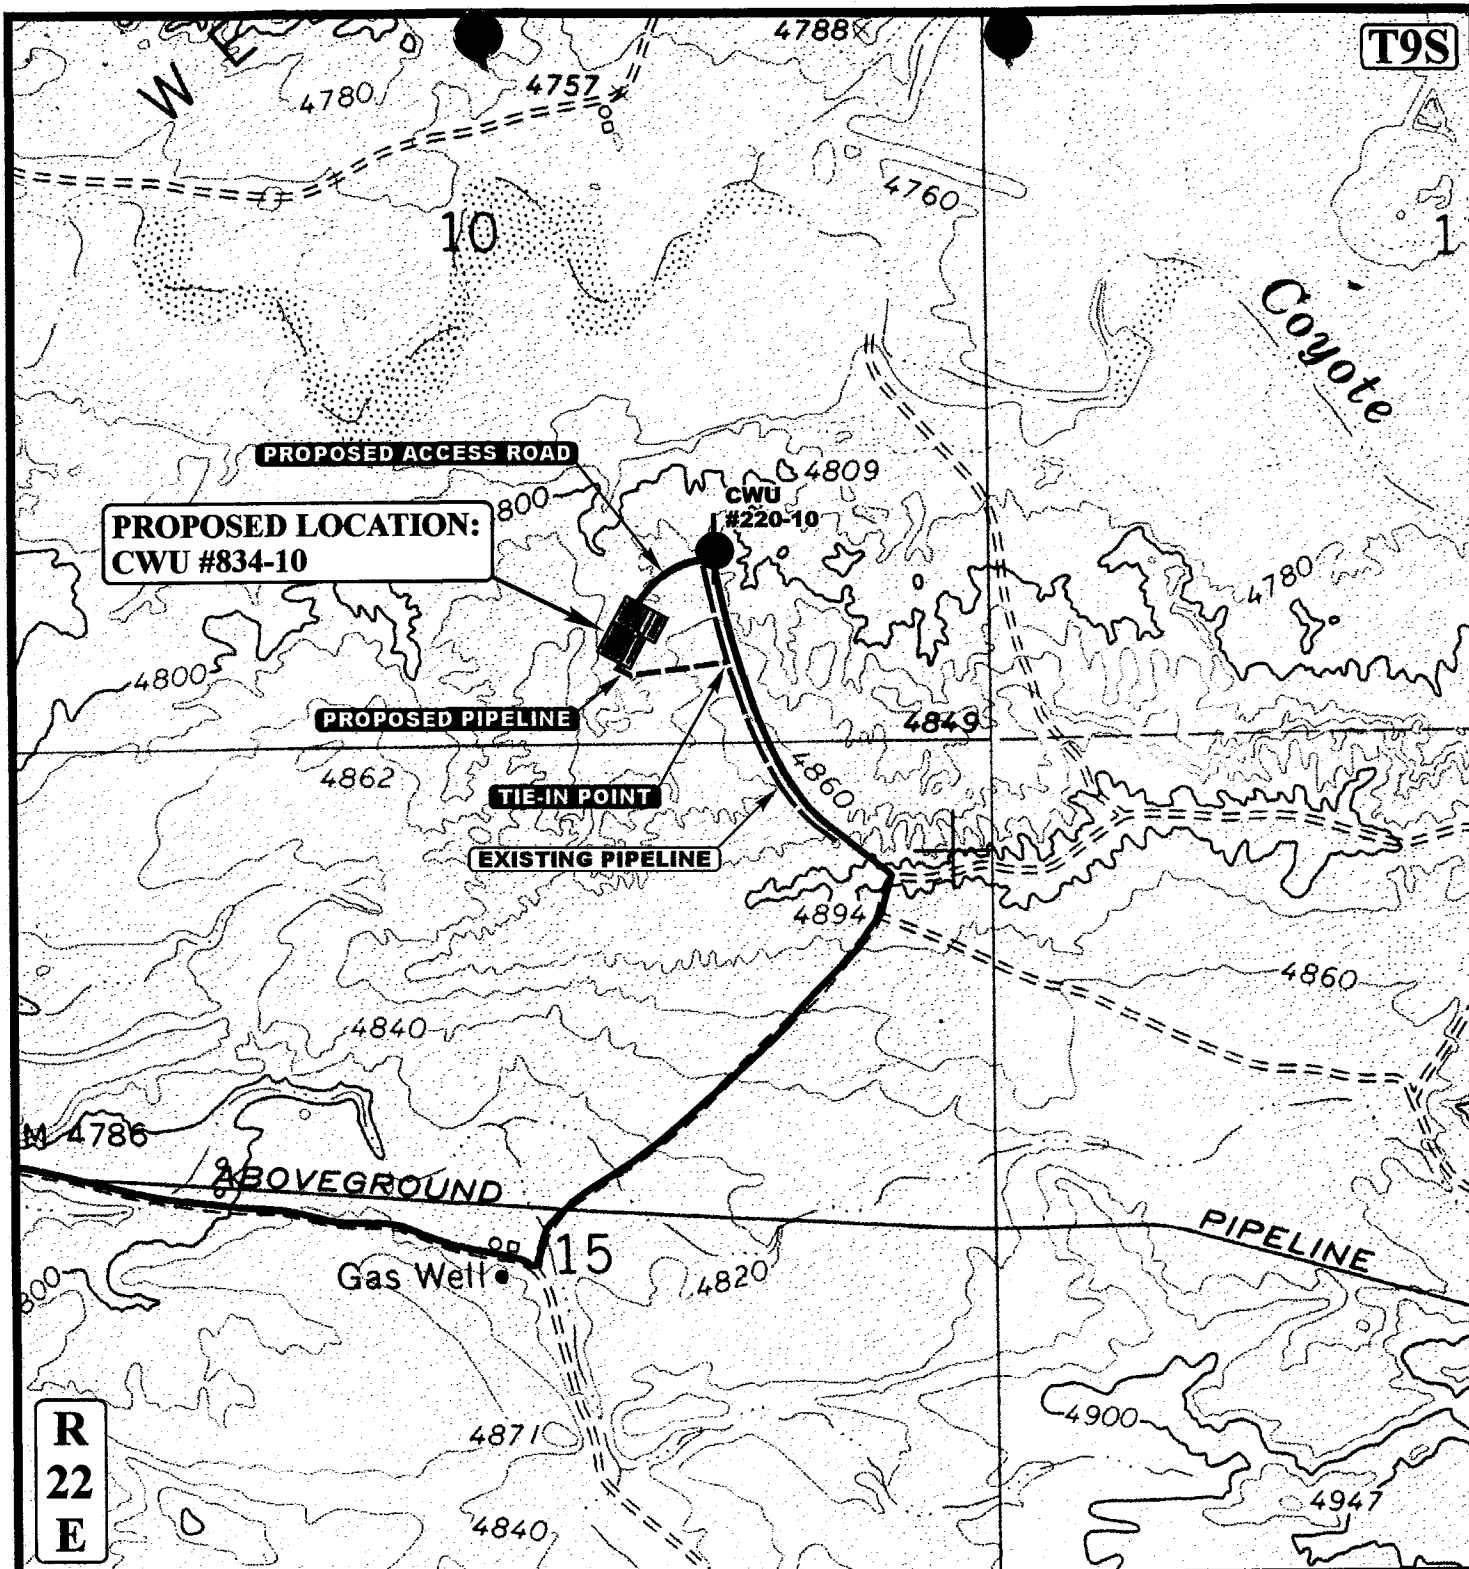 4788
T9S
W E
4780
4757
4760
10
1
Coyote
PROPOSED ACCESS ROAD
4809
CWU
#220-10
800
PROPOSED LOCATION:
CWU #834-10
4780
4800
PROPOSED PIPELINE
4849
4862
4860
TIE-IN POINT
EXISTING PIPELINE
4894
4860
4840
M 4786
ABOVEGROUND
PIPELINE
15
Gas Well
4820
800
R
22
E
4900
4871
4947
4840